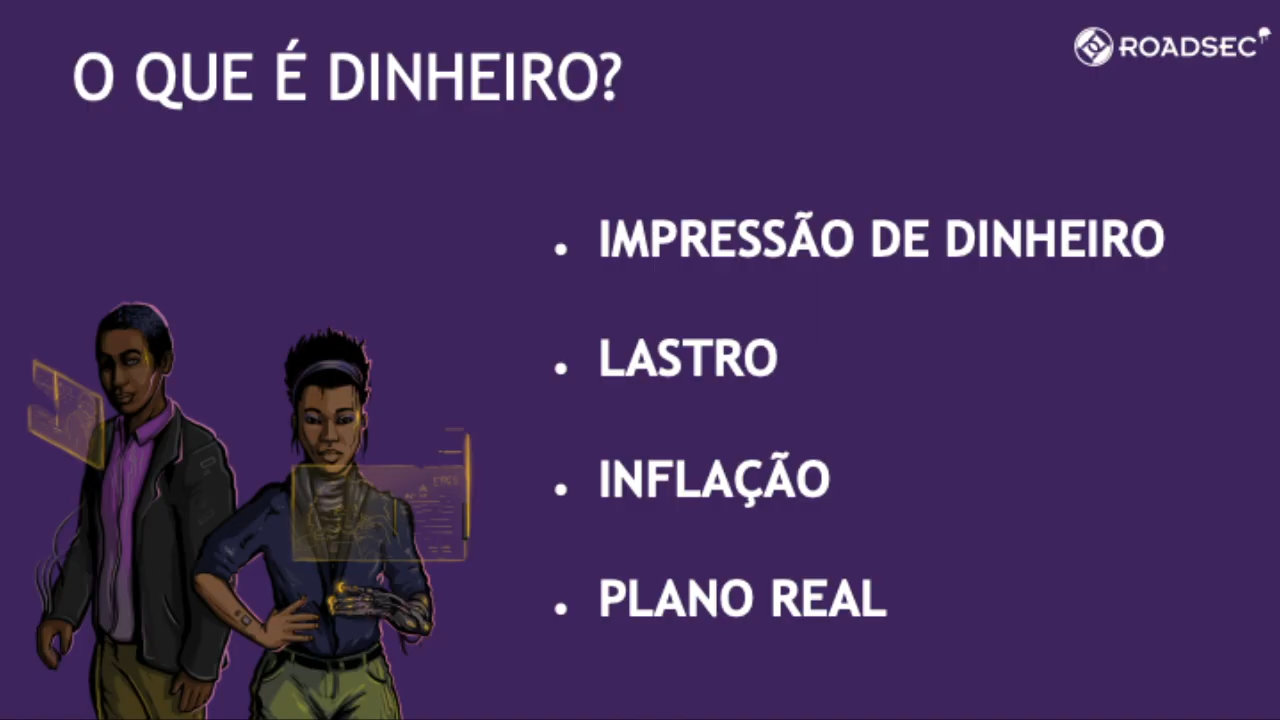 O QUE É DINHEIRO?
ROADSEC
. IMPRESSÃO DE DINHEIRO
. LASTRO
. INFLAÇÃO
. PLANO REAL